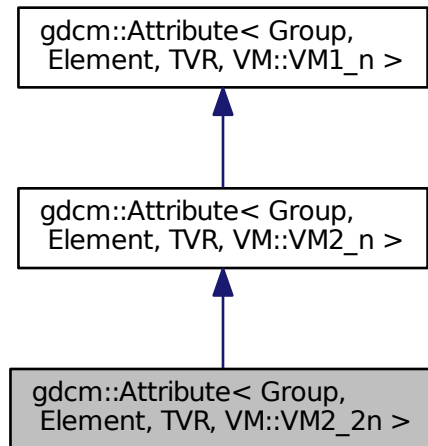 gdcm::Attribute< Group,
Element, TVR, VM::VM1_n >
gdcm::Attribute< Group,
Element, TVR, VM::VM2_n >
gdcm::Attribute< Group,
Element, TVR, VM::VM2_2n >